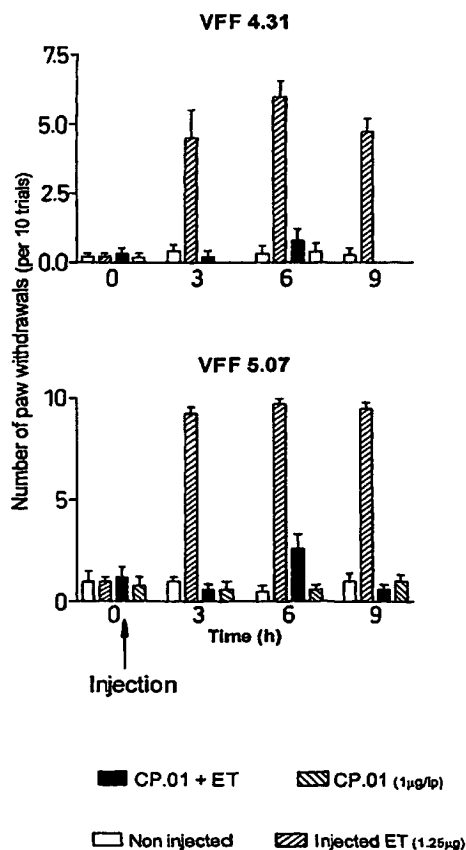 VFF 4.31
7.5
5.0
2.5
0.0
0 3 6 9
Number of paw withdrawals (per 10 trials)
VFF 5.07
10
5
0
0 3 6 9
Time (h)
Injection
CP.01 + ET CP.01 (1µg/ip)
Non injected Injected ET (1.25µg)